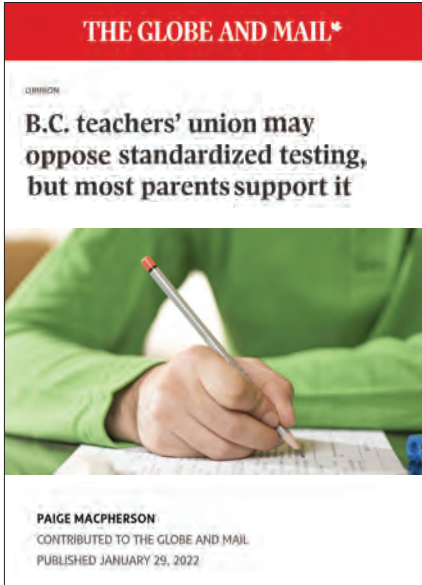 THE GLOBE AND MAIL
OPINION
B.C. teachers' union may
oppose standardized testing,
but most parents support it
PAIGE MACPHERSON
CONTRIBUTED TO THE GLOBE AND MAIL
PUBLISHED JANUARY 29, 2022